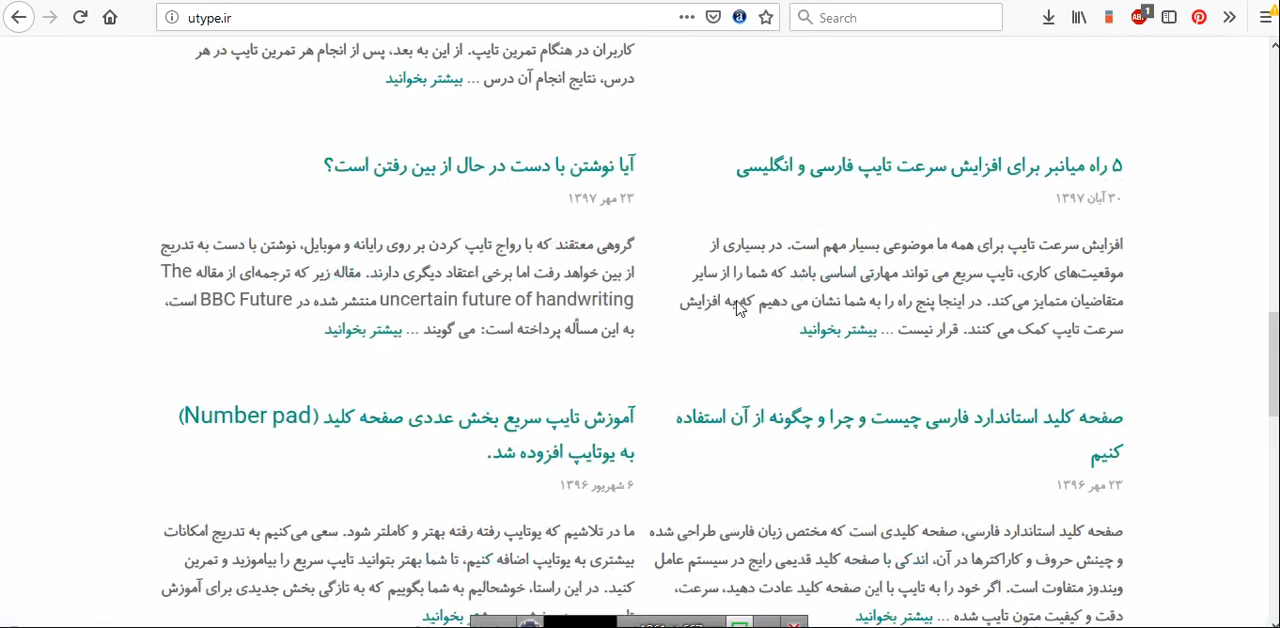 utype.ir
Search
1
کاربران در هنگام تمرین تایپ. از این به بعد، پس از انجام هر تمرین تایپ در هر
درس، نتایج انجام آن درس ... بیشتر بخوانید
۵ راه میانبر برای افزایش سرعت تایپ فارسی و انگلیسی
۳۰ آبان ۱۳۹۷
افزایش سرعت تایپ برای همه ما موضوعی بسیار مهم است. در بسیاری از
موقعیت‌های کاری، تایپ سریع می تواند مهارتی اساسی باشد که شما را از سایر
متقاضیان متمایز می‌کند. در اینجا پنج راه را به شما نشان می دهیم که به افزایش
سرعت تایپ کمک می کنند. قرار نیست ... بیشتر بخوانید
آیا نوشتن با دست در حال از بین رفتن است؟
۲۳ مهر ۱۳۹۷
گروهی معتقند که با رواج تایپ کردن بر روی رایانه و موبایل، نوشتن با دست به تدریج
از بین خواهد رفت اما برخی اعتقاد دیگری دارند. مقاله زیر که ترجمه‌ای از مقاله The
uncertain future of handwriting منتشر شده در BBC Future است،
به این مسأله پرداخته است: می گویند ... بیشتر بخوانید
صفحه کلید استاندارد فارسی چیست و چرا و چگونه از آن استفاده
کنیم
۲۳ مهر ۱۳۹۶
صفحه کلید استاندارد فارسی، صفحه کلیدی است که مختص زبان فارسی طراحی شده
و چینش حروف و کاراکترها در آن، اندکی با صفحه کلید قدیمی رایج در سیستم عامل
ویندوز متفاوت است. اگر خود را به تایپ با این صفحه کلید عادت دهید، سرعت،
دقت و کیفیت متون تایپ شده ... بیشتر بخوانید
آموزش تایپ سریع بخش عددی صفحه کلید (Number pad)
به یوتایپ افزوده شد.
۶ شهریور ۱۳۹۶
ما در تلاشیم که یوتایپ رفته رفته بهتر و کاملتر شود. سعی می‌کنیم به تدریج امکانات
بیشتری به یوتایپ اضافه کنیم، تا شما بهتر بتوانید تایپ سریع را بیاموزید و تمرین
کنید. در این راستا، خوشحالیم به شما بگوییم که به تازگی بخش جدیدی برای آموزش